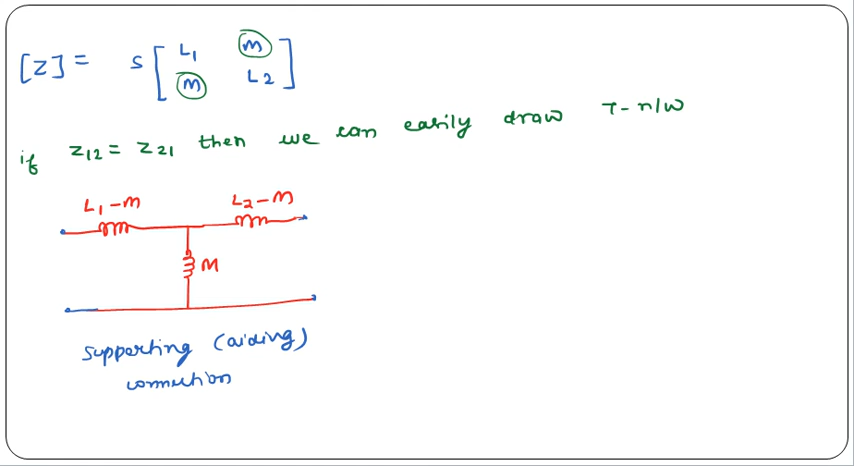 [Z] = s [ L1 m
m L2 ]
if Z12 = Z21 then we can easily draw T-n/w
L1-m L2-m
M
supporting (aiding)
connection